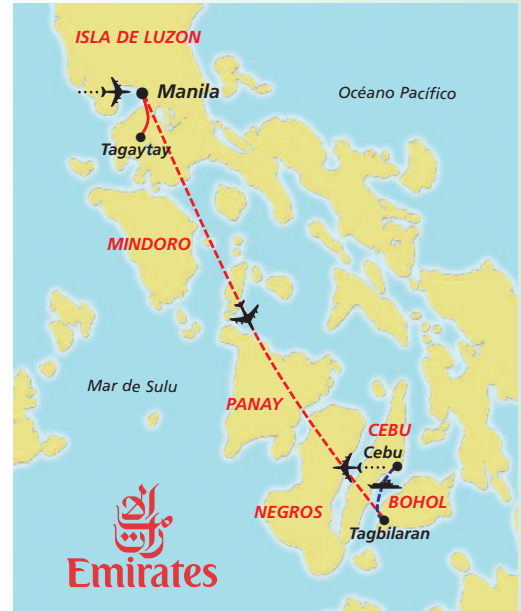 ISLA DE LUZON
Manila
Océano Pacífico
Tagaytay
MINDORO
Mar de Sulu
PANAY
CEBU
Cebu
NEGROS
BOHOL
Tagbilaran
Emirates